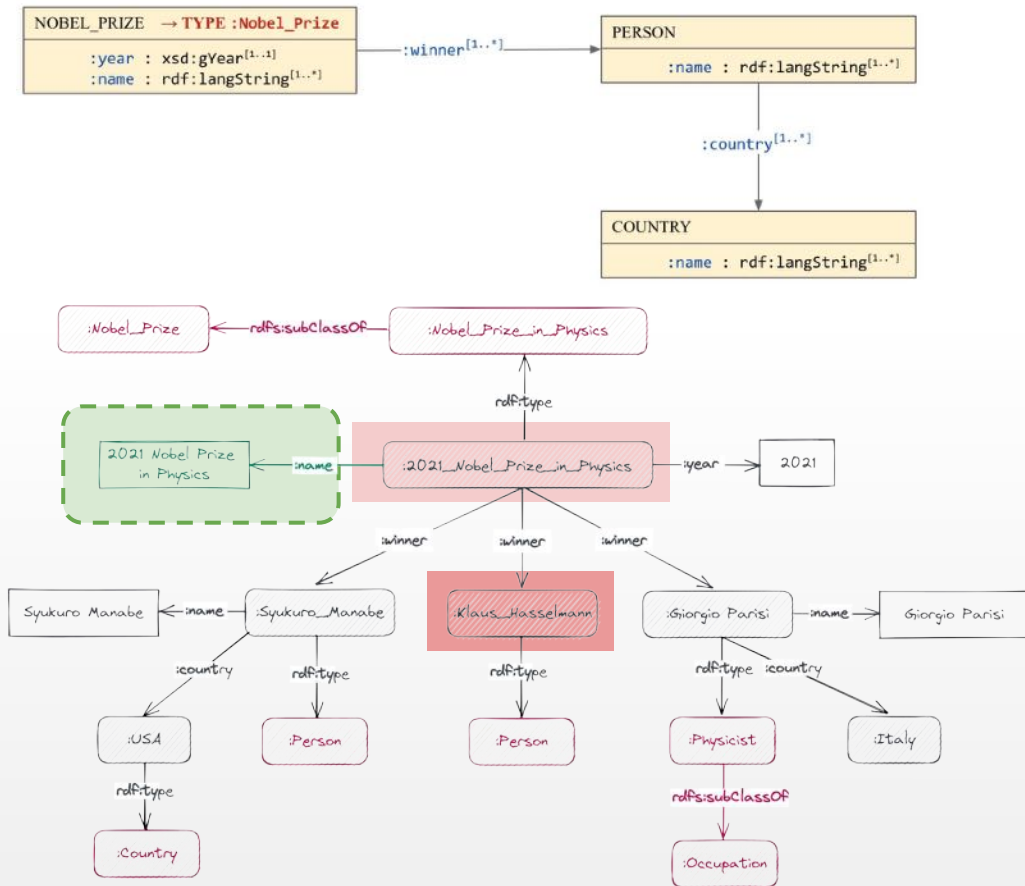 NOBEL_PRIZE → TYPE :Nobel_Prize
:year : xsd:gYear[1..1]
:name : rdf:langString[1..*]
:winner[1..*]
PERSON
:name : rdf:langString[1..*]
:country[1..*]
COUNTRY
:name : rdf:langString[1..*]
:Nobel_Prize
rdfs:subClassOf
:Nobel_Prize_in_Physics
rdf:type
2021 Nobel Prize
in Physics
:name
:2021_Nobel_Prize_in_Physics
:year
2021
:winner
:winner
:winner
Syukuro Manabe
:name
:Syukuro_Manabe
:Klaus_Hasselmann
:Giorgio Parisi
:name
Giorgio Parisi
:country
rdf:type
rdf:type
rdf:type
:country
:USA
:Person
:Person
:Physicist
:Italy
rdf:type
rdfs:subClassOf
:Country
:Occupation